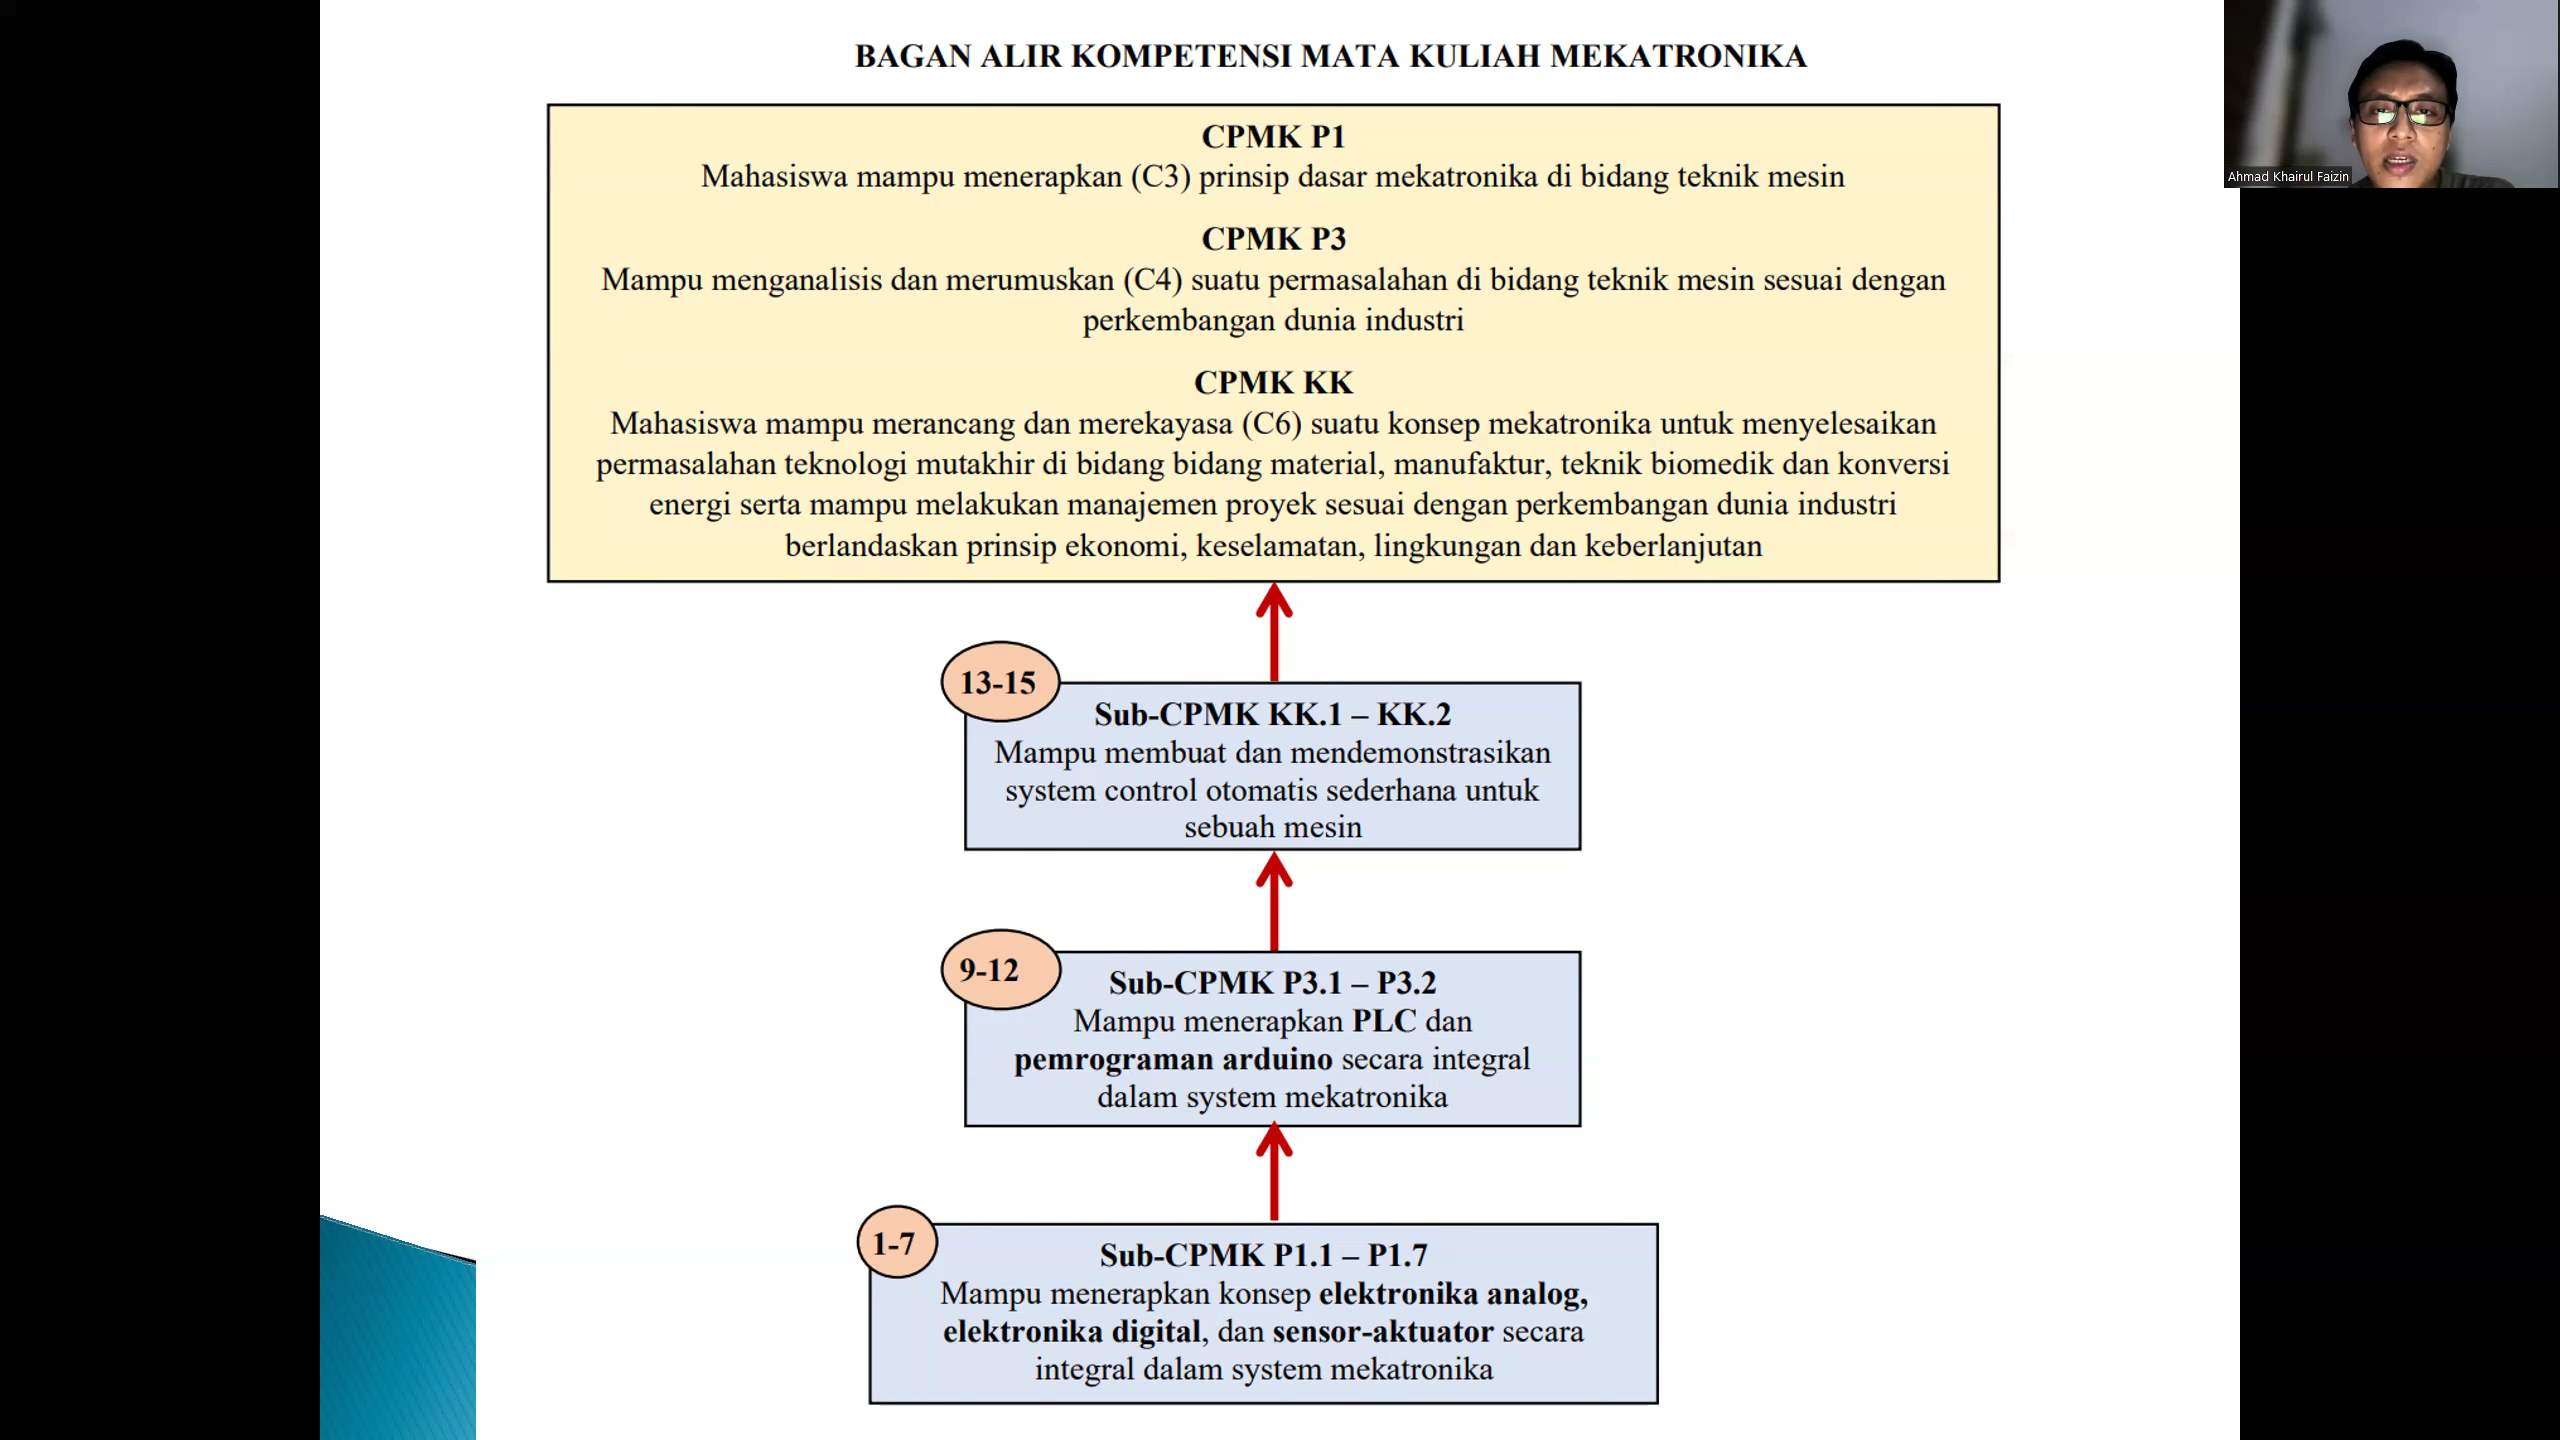 BAGAN ALIR KOMPETENSI MATA KULIAH MEKATRONIKA
Ahmad Khairul Faizin
CPMK P1
Mahasiswa mampu menerapkan (C3) prinsip dasar mekatronika di bidang teknik mesin
CPMK P3
Mampu menganalisis dan merumuskan (C4) suatu permasalahan di bidang teknik mesin sesuai dengan
perkembangan dunia industri
CPMK KK
Mahasiswa mampu merancang dan merekayasa (C6) suatu konsep mekatronika untuk menyelesaikan
permasalahan teknologi mutakhir di bidang bidang material, manufaktur, teknik biomedik dan konversi
energi serta mampu melakukan manajemen proyek sesuai dengan perkembangan dunia industri
berlandaskan prinsip ekonomi, keselamatan, lingkungan dan keberlanjutan
13-15
Sub-CPMK KK.1 – KK.2
Mampu membuat dan mendemonstrasikan
system control otomatis sederhana untuk
sebuah mesin
9-12
Sub-CPMK P3.1 – P3.2
Mampu menerapkan PLC dan
pemrograman arduino secara integral
dalam system mekatronika
1-7
Sub-CPMK P1.1 – P1.7
Mampu menerapkan konsep elektronika analog,
elektronika digital, dan sensor-aktuator secara
integral dalam system mekatronika